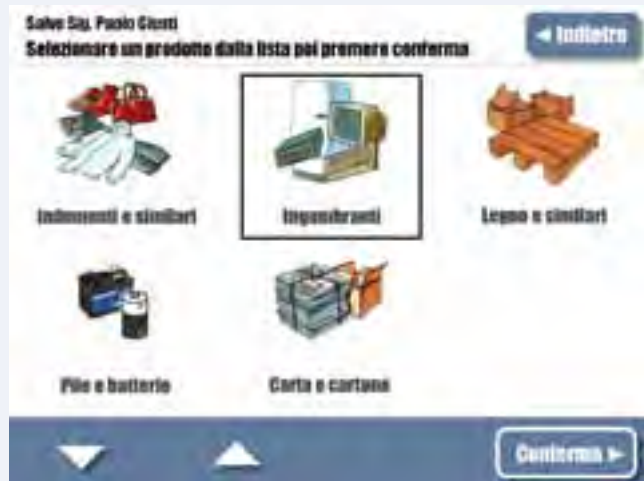 Salve Sig. Paolo
Selezionare un prodotto dalla lista poi premere conferma
◄ Indietro
Indumenti e similari
Ingombranti
Legno e similari
Pile e batterie
Carta e cartone
Conferma ►